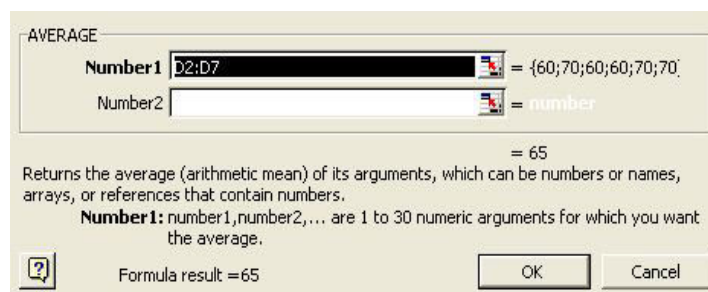 AVERAGE
Number1 D2:D7 = {60;70;60;60;70;70
Number2 = number
= 65
Returns the average (arithmetic mean) of its arguments, which can be numbers or names,
arrays, or references that contain numbers.
Number1: number1,number2,... are 1 to 30 numeric arguments for which you want
the average.
? Formula result =65 OK Cancel